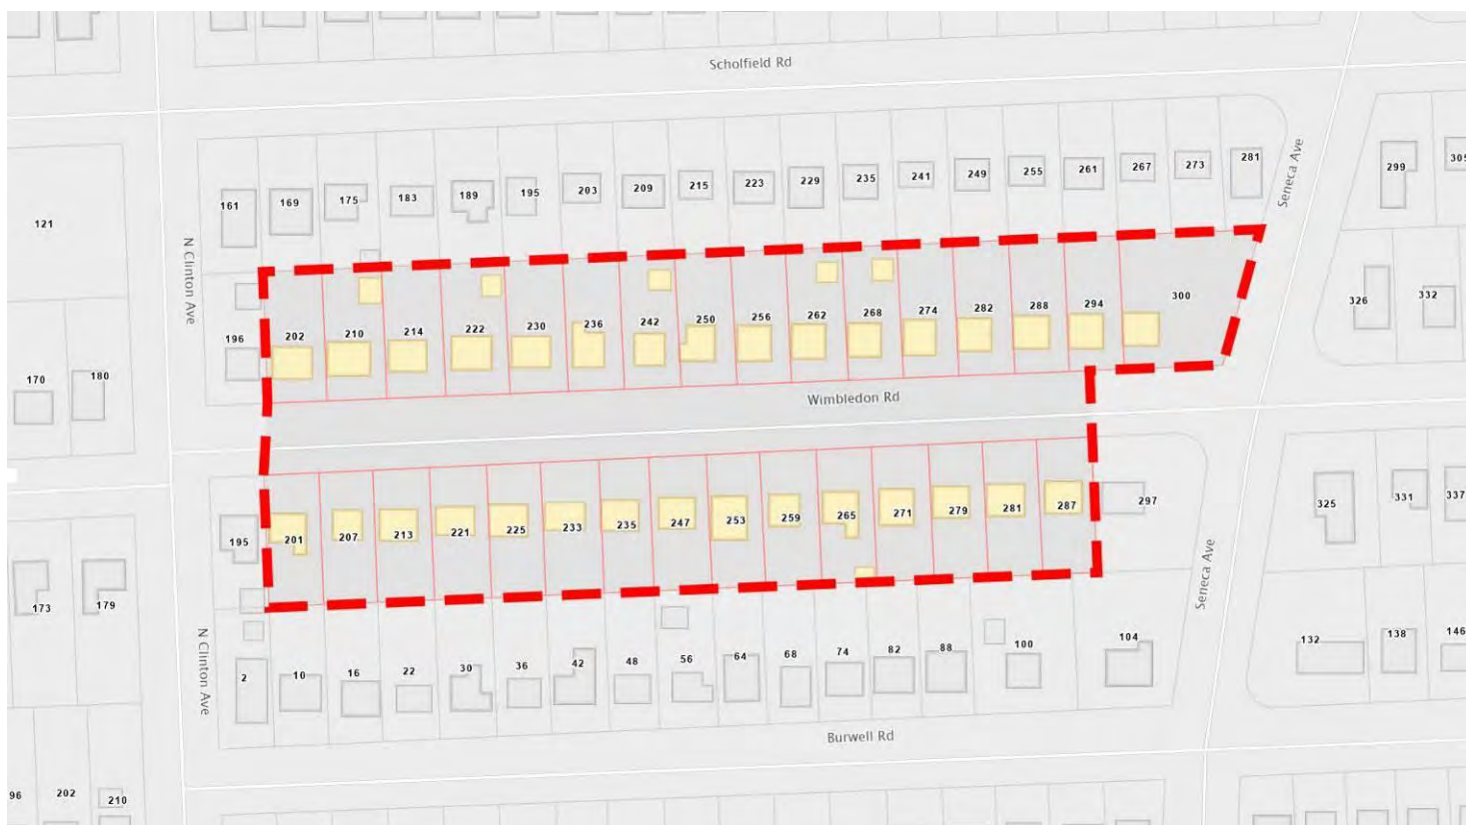 Scholfield Rd
161 169 175 183 189 195 203 209 215 223 229 235 241 249 255 261 267 273 281
299 305
121
N Clinton Ave
Seneca Ave
326 332
196 202 210 214 222 230 236 242 250 256 262 268 274 282 288 294 300
170 180
Wimbledon Rd
195 201 207 213 221 225 233 235 247 253 259 265 271 279 281 287 297
325 331 337
173 179
N Clinton Ave
Seneca Ave
2 10 16 22 30 36 42 48 56 64 68 74 82 88 100 104
132 138 146
Burwell Rd
96 202 210